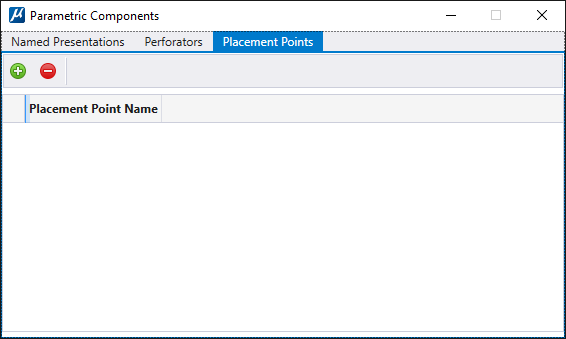 Parametric Components
Named Presentations Perforators Placement Points
Placement Point Name